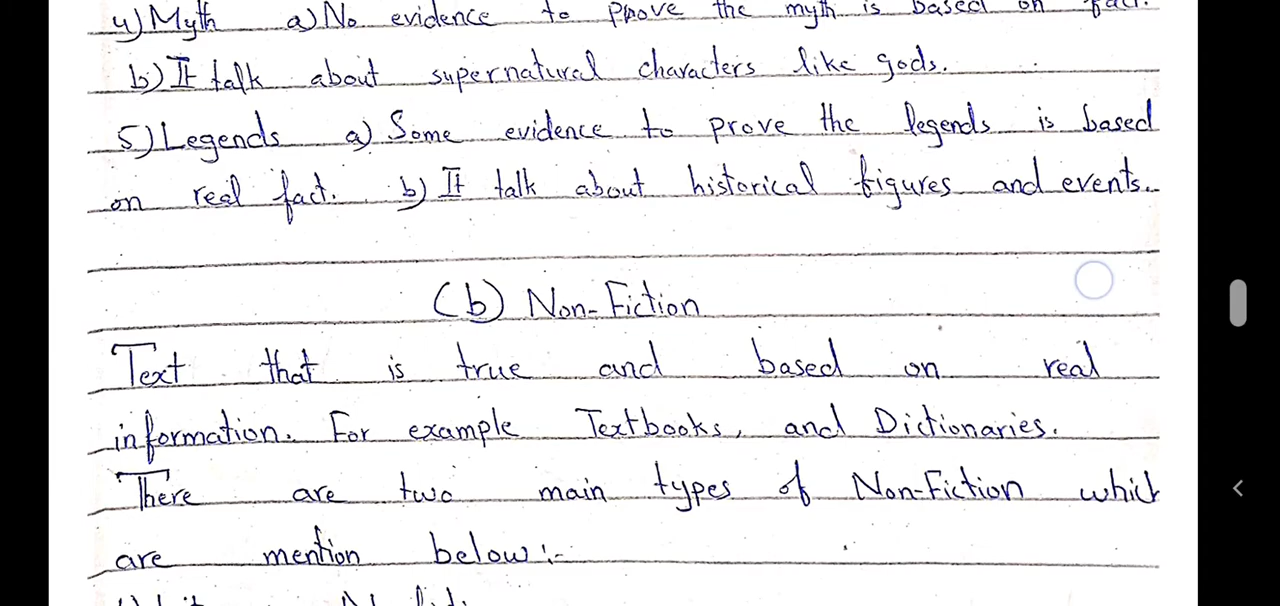 4) Myth a) No evidence to prove the myth is based on fact.
b) It talk about supernatural characters like gods.
5) Legends a) Some evidence to prove the legends is based
on real fact. b) It talk about historical figures and events.
(b) Non-Fiction
Text that is true and based on real
information. For example Textbooks, and Dictionaries.
There are two main types of Non-Fiction which
are mention below:-